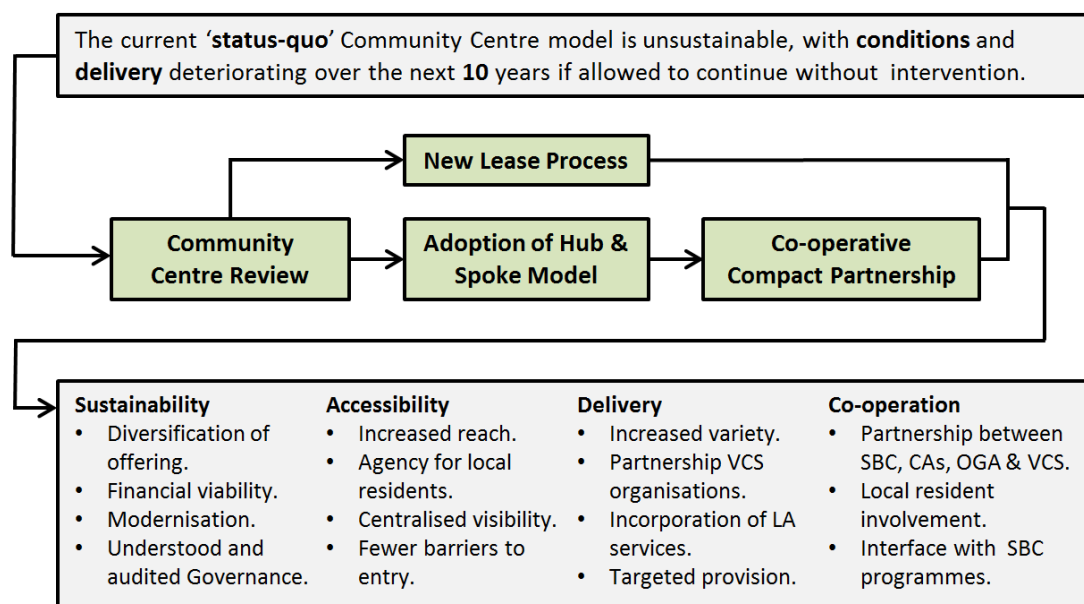 The current ‘status-quo’ Community Centre model is unsustainable, with conditions and
delivery deteriorating over the next 10 years if allowed to continue without intervention.
New Lease Process
Community
Centre Review
Adoption of Hub &
Spoke Model
Co-operative
Compact Partnership
Sustainability
• Diversification of
offering.
• Financial viability.
• Modernisation.
• Understood and
audited Governance.
Accessibility
• Increased reach.
• Agency for local
residents.
• Centralised visibility.
• Fewer barriers to
entry.
Delivery
• Increased variety.
• Partnership VCS
organisations.
• Incorporation of LA
services.
• Targeted provision.
Co-operation
• Partnership between
SBC, CAs, OGA & VCS.
• Local resident
involvement.
• Interface with SBC
programmes.